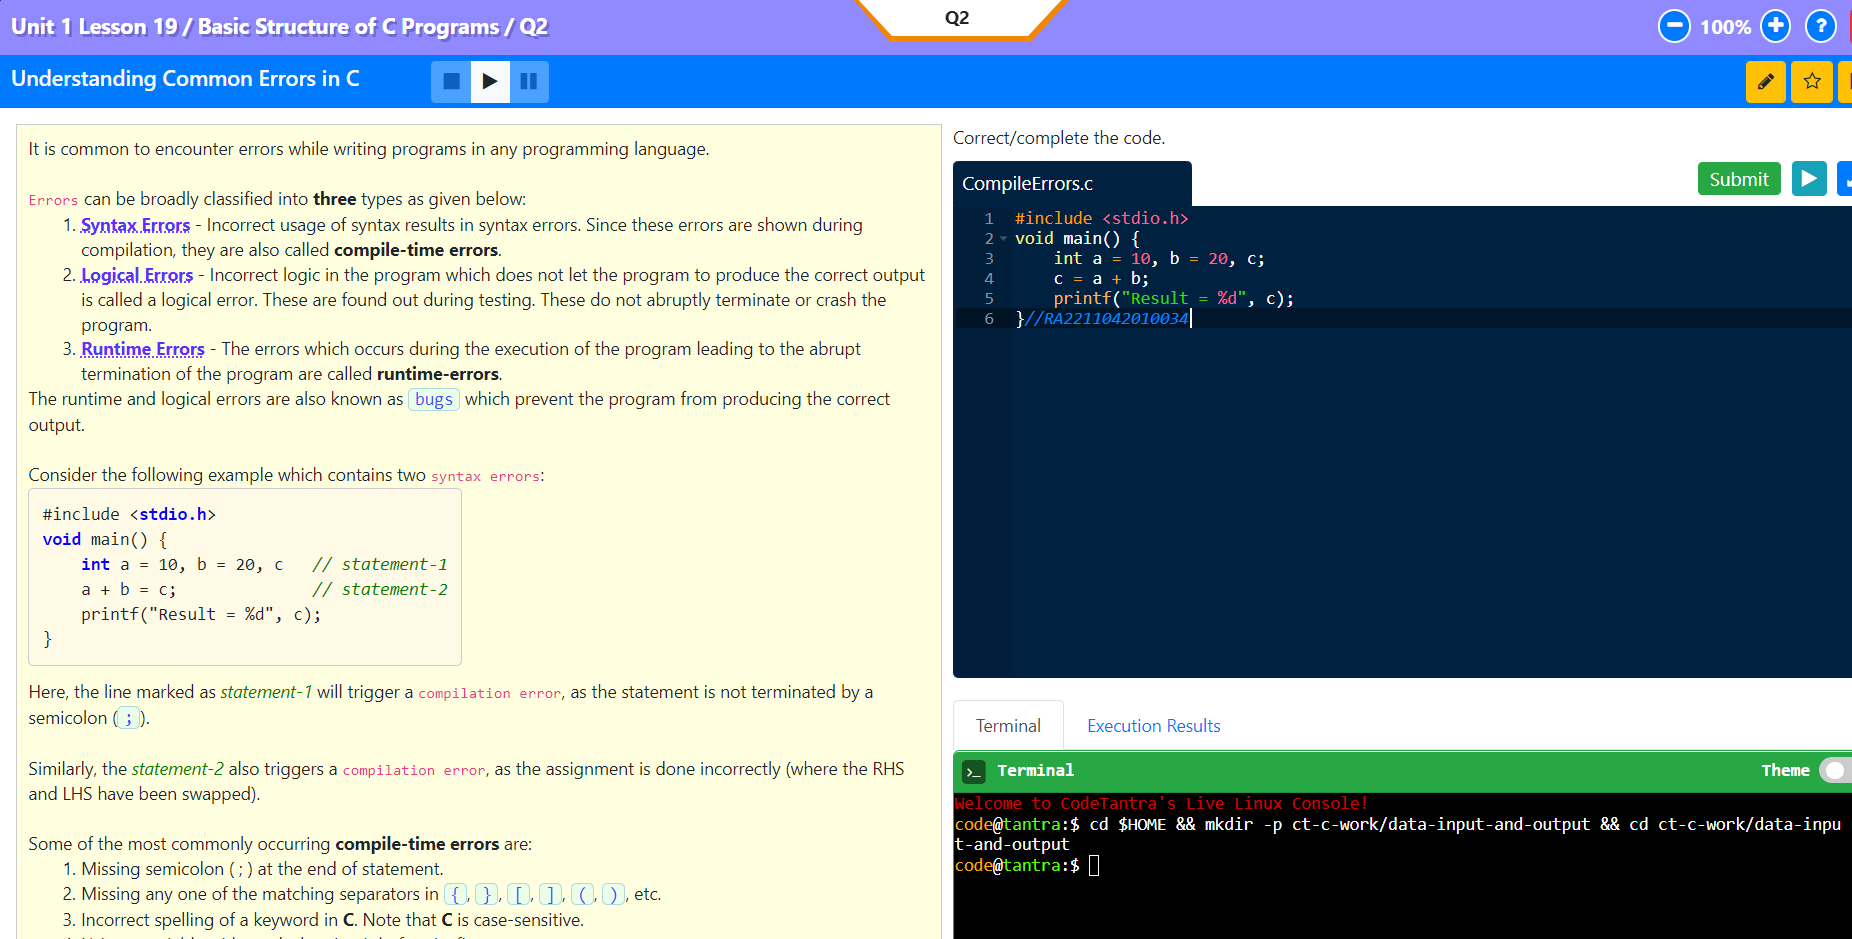 Unit 1 Lesson 19 / Basic Structure of C Programs / Q2
Q2
100%
?
Understanding Common Errors in C
It is common to encounter errors while writing programs in any programming language.
Errors can be broadly classified into three types as given below:
1. Syntax Errors - Incorrect usage of syntax results in syntax errors. Since these errors are shown during
compilation, they are also called compile-time errors.
2. Logical Errors - Incorrect logic in the program which does not let the program to produce the correct output
is called a logical error. These are found out during testing. These do not abruptly terminate or crash the
program.
3. Runtime Errors - The errors which occurs during the execution of the program leading to the abrupt
termination of the program are called runtime-errors.
The runtime and logical errors are also known as bugs which prevent the program from producing the correct
output.
Consider the following example which contains two syntax errors:
#include <stdio.h>
void main() {
    int a = 10, b = 20, c   // statement-1
    a + b = c;              // statement-2
    printf("Result = %d", c);
}
Here, the line marked as statement-1 will trigger a compilation error, as the statement is not terminated by a
semicolon ( ; ).
Similarly, the statement-2 also triggers a compilation error, as the assignment is done incorrectly (where the RHS
and LHS have been swapped).
Some of the most commonly occurring compile-time errors are:
1. Missing semicolon ( ; ) at the end of statement.
2. Missing any one of the matching separators in { , } , [ , ] , ( , ) , etc.
3. Incorrect spelling of a keyword in C. Note that C is case-sensitive.
Correct/complete the code.
CompileErrors.c
Submit
1 #include <stdio.h>
2 void main() {
3     int a = 10, b = 20, c;
4     c = a + b;
5     printf("Result = %d", c);
6 }//RA2211042010034
Terminal
Execution Results
>_ Terminal
Theme
Welcome to CodeTantra's Live Linux Console!
code@tantra:$ cd $HOME && mkdir -p ct-c-work/data-input-and-output && cd ct-c-work/data-inpu
t-and-output
code@tantra:$